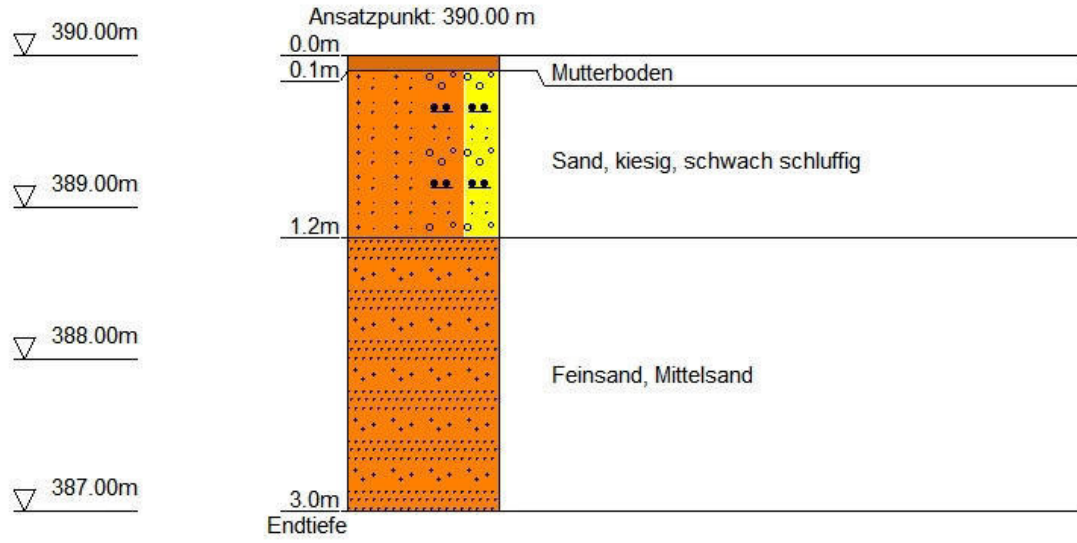 Ansatzpunkt: 390.00 m
390.00m
0.0m
0.1m
Mutterboden
Sand, kiesig, schwach schluffig
389.00m
1.2m
388.00m
Feinsand, Mittelsand
387.00m
3.0m
Endtiefe